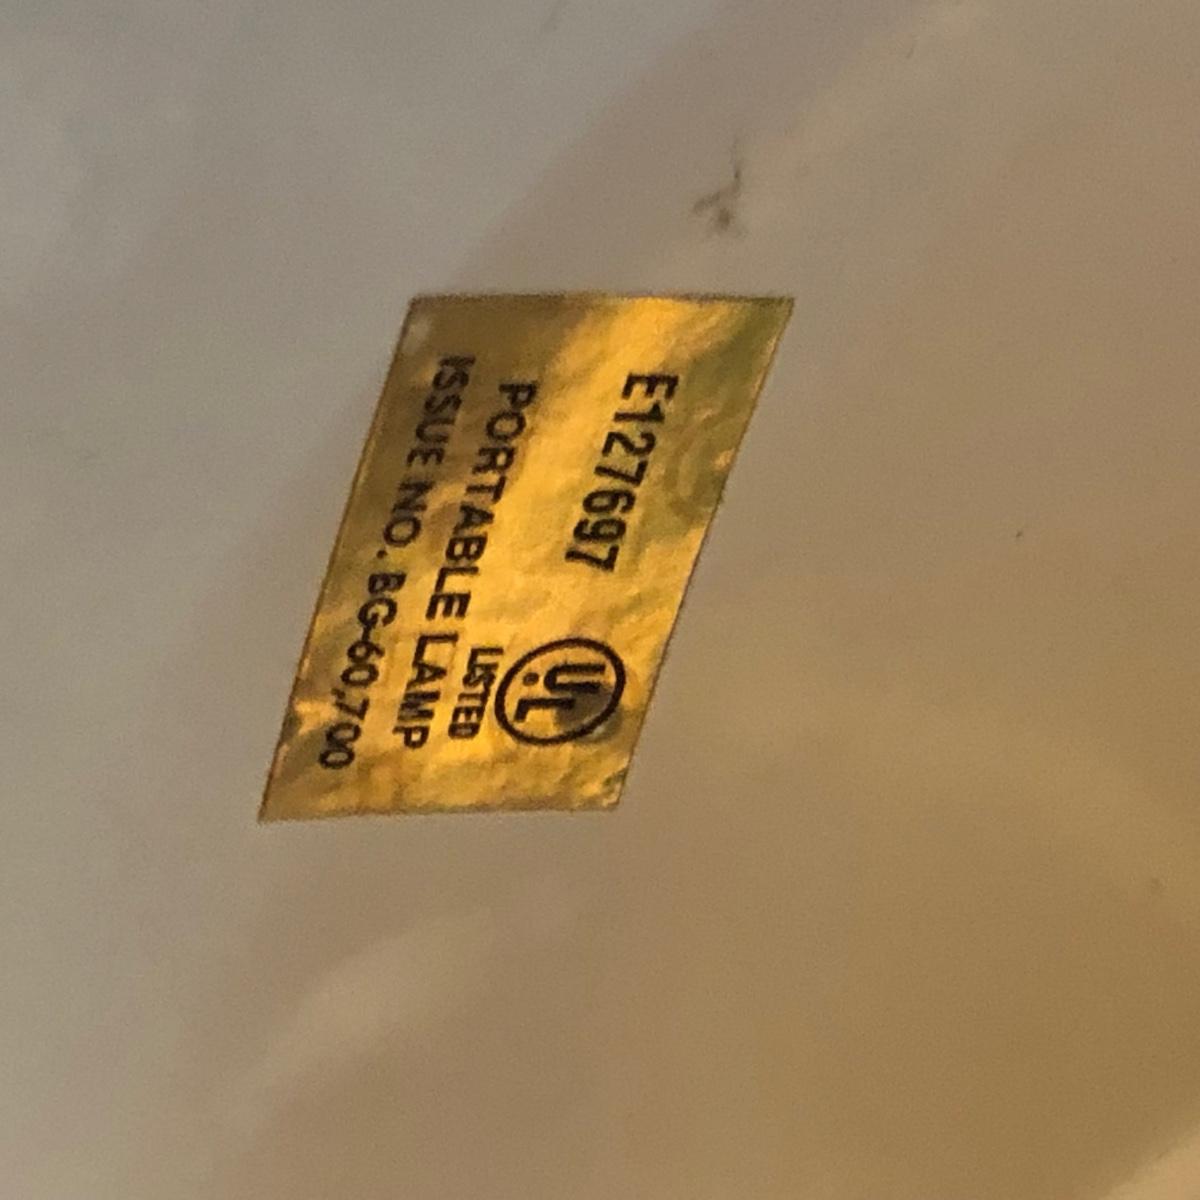 E127697
UL
LISTED
PORTABLE LAMP
ISSUE NO. BG-60,700